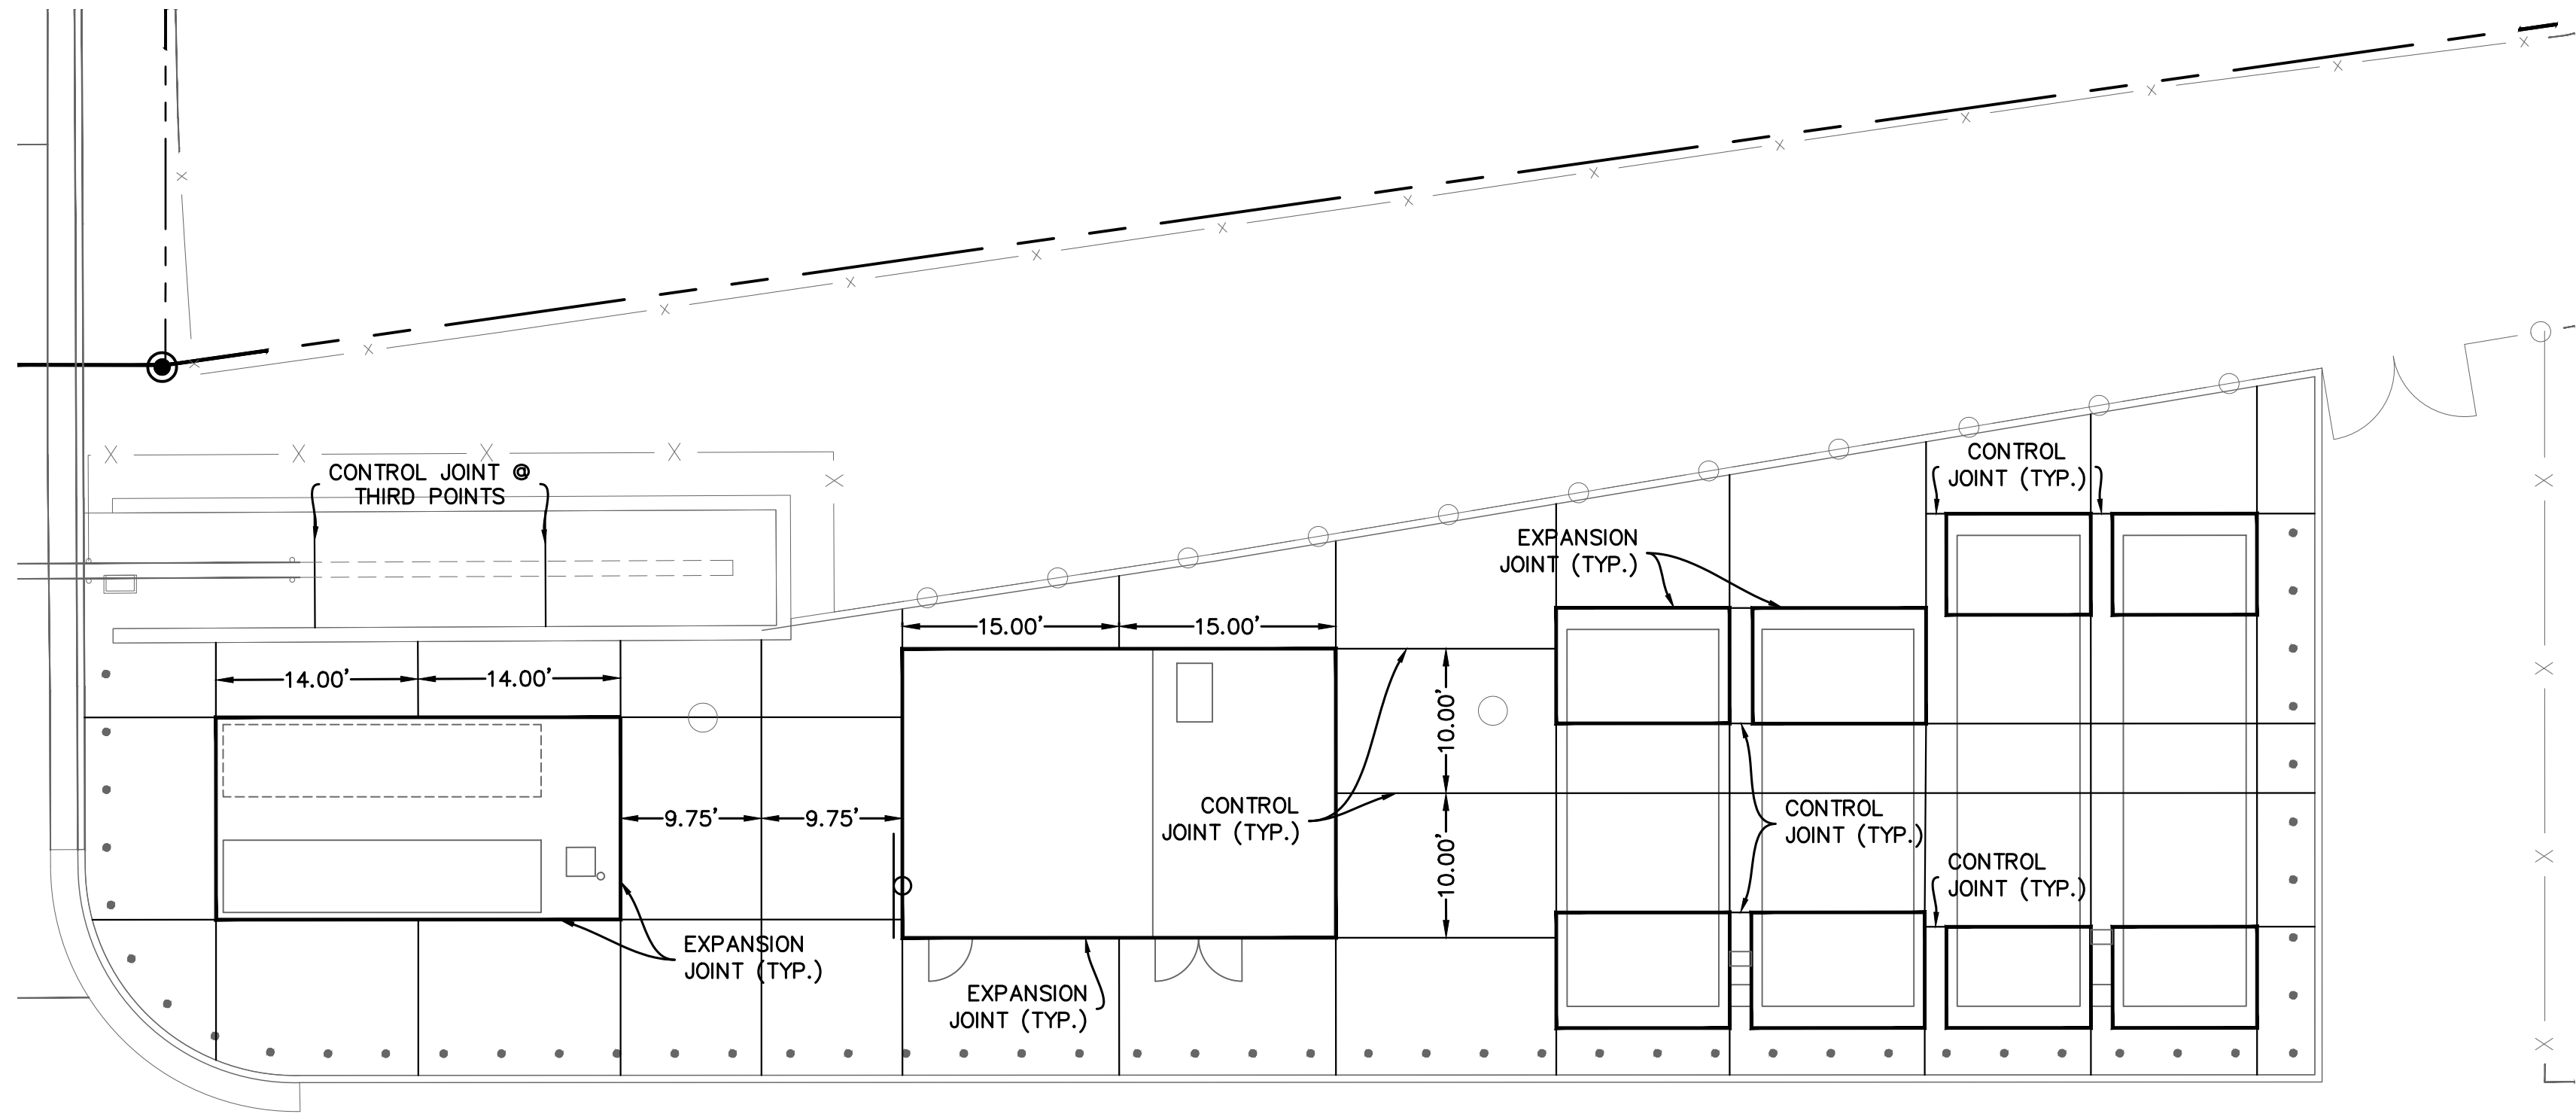 CONTROL JOINT @
THIRD POINTS
CONTROL
JOINT (TYP.)
EXPANSION
JOINT (TYP.)
15.00'
15.00'
14.00'
14.00'
10.00'
9.75'
9.75'
CONTROL
JOINT (TYP.)
CONTROL
JOINT (TYP.)
10.00'
CONTROL
JOINT (TYP.)
EXPANSION
JOINT (TYP.)
EXPANSION
JOINT (TYP.)